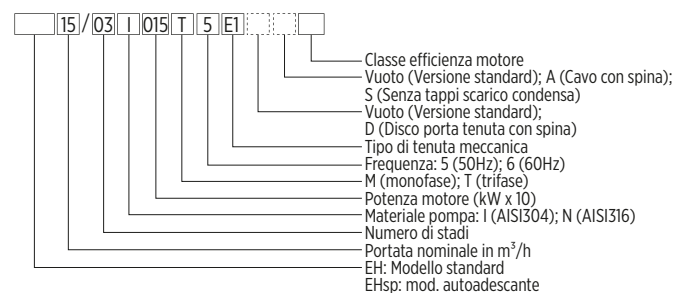 15/03 I 015 T 5 E1
Classe efficienza motore
Vuoto (Versione standard); A (Cavo con spina);
S (Senza tappi scarico condensa)
Vuoto (Versione standard);
D (Disco porta tenuta con spina)
Tipo di tenuta meccanica
Frequenza: 5 (50Hz); 6 (60Hz)
M (monofase); T (trifase)
Potenza motore (kW x 10)
Materiale pompa: I (AISI304); N (AISI316)
Numero di stadi
Portata nominale in m³/h
EH: Modello standard
EHsp: mod. autoadescante